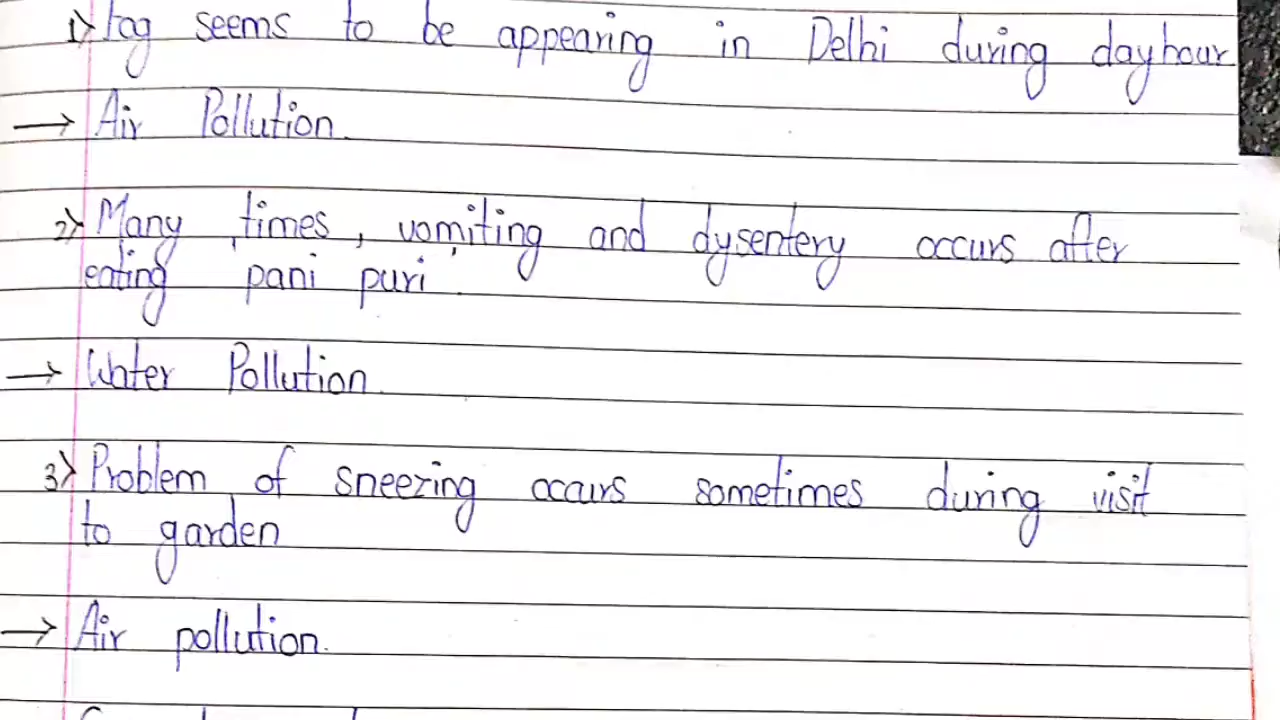 1) Fog seems to be appearing in Delhi during day hour
→ Air Pollution.
2) Many times, vomiting and dysentery occurs after
eating 'pani puri'.
→ Water Pollution.
3) Problem of sneezing occurs sometimes during visit
to garden
→ Air pollution.